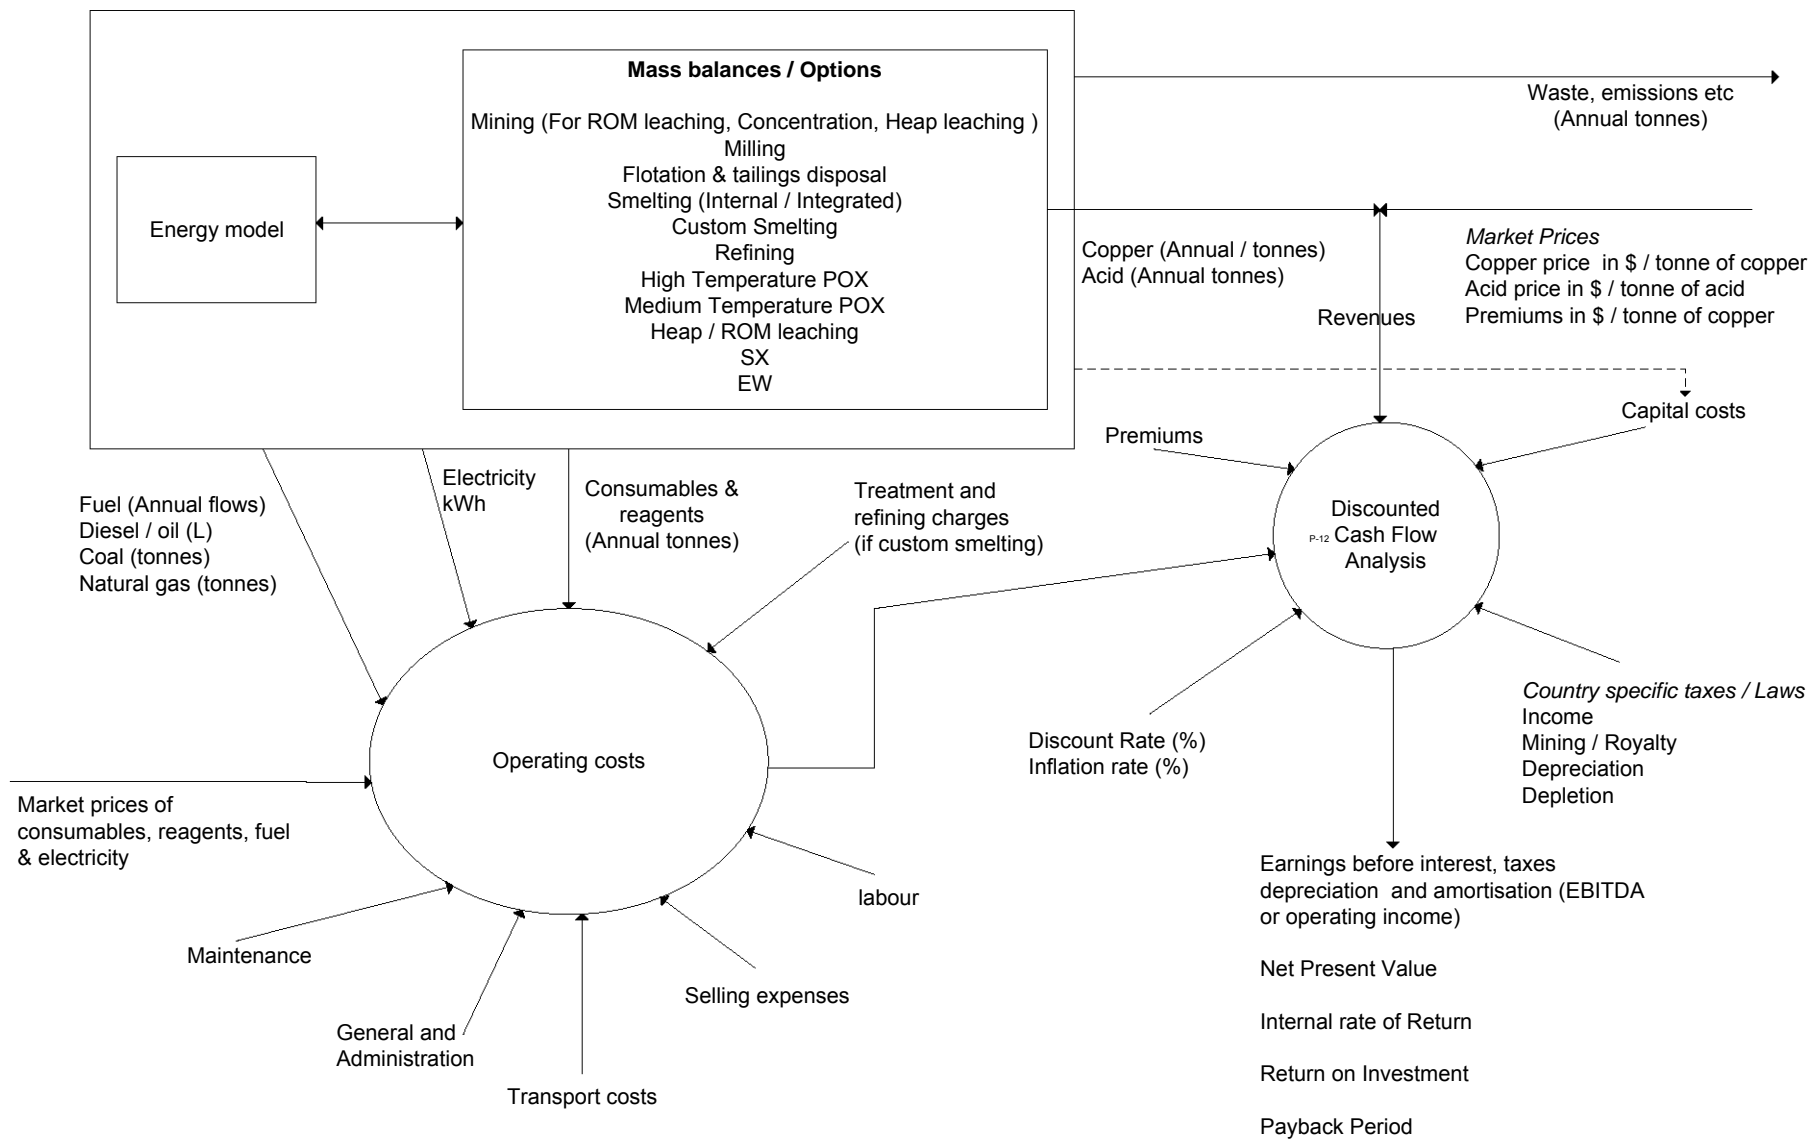 Mass balances / Options
Mining (For ROM leaching, Concentration, Heap leaching )
Milling
Flotation & tailings disposal
Smelting (Internal / Integrated)
Custom Smelting
Refining
High Temperature POX
Medium Temperature POX
Heap / ROM leaching
SX
EW
Energy model
Waste, emissions etc
(Annual tonnes)
Copper (Annual / tonnes)
Acid (Annual tonnes)
Market Prices
Copper price in $ / tonne of copper
Acid price in $ / tonne of acid
Premiums in $ / tonne of copper
Revenues
Capital costs
Premiums
Fuel (Annual flows)
Diesel / oil (L)
Coal (tonnes)
Natural gas (tonnes)
Electricity
kWh
Consumables &
reagents
(Annual tonnes)
Treatment and
refining charges
(if custom smelting)
Discounted
P-12 Cash Flow
Analysis
Operating costs
Discount Rate (%)
Inflation rate (%)
Country specific taxes / Laws
Income
Mining / Royalty
Depreciation
Depletion
Market prices of
consumables, reagents, fuel
& electricity
Maintenance
General and
Administration
Transport costs
Selling expenses
labour
Earnings before interest, taxes
depreciation and amortisation (EBITDA
or operating income)
Net Present Value
Internal rate of Return
Return on Investment
Payback Period